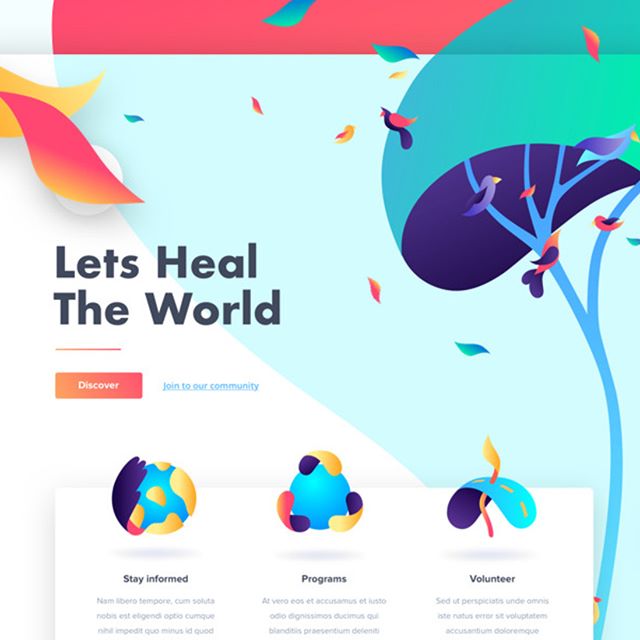 Lets Heal
The World
Discover
Join to our community
Stay informed
Programs
Volunteer
Nam libero tempore, cum soluta
nobis est eligendi optio cumque
nihil impedit quo minus id quod
At vero eos et accusamus et iusto
odio dignissimos ducimus qui
blanditiis praesentium deleniti
Sed ut perspiciatis unde omnis
iste natus error sit voluptatem
accusantium doloremque